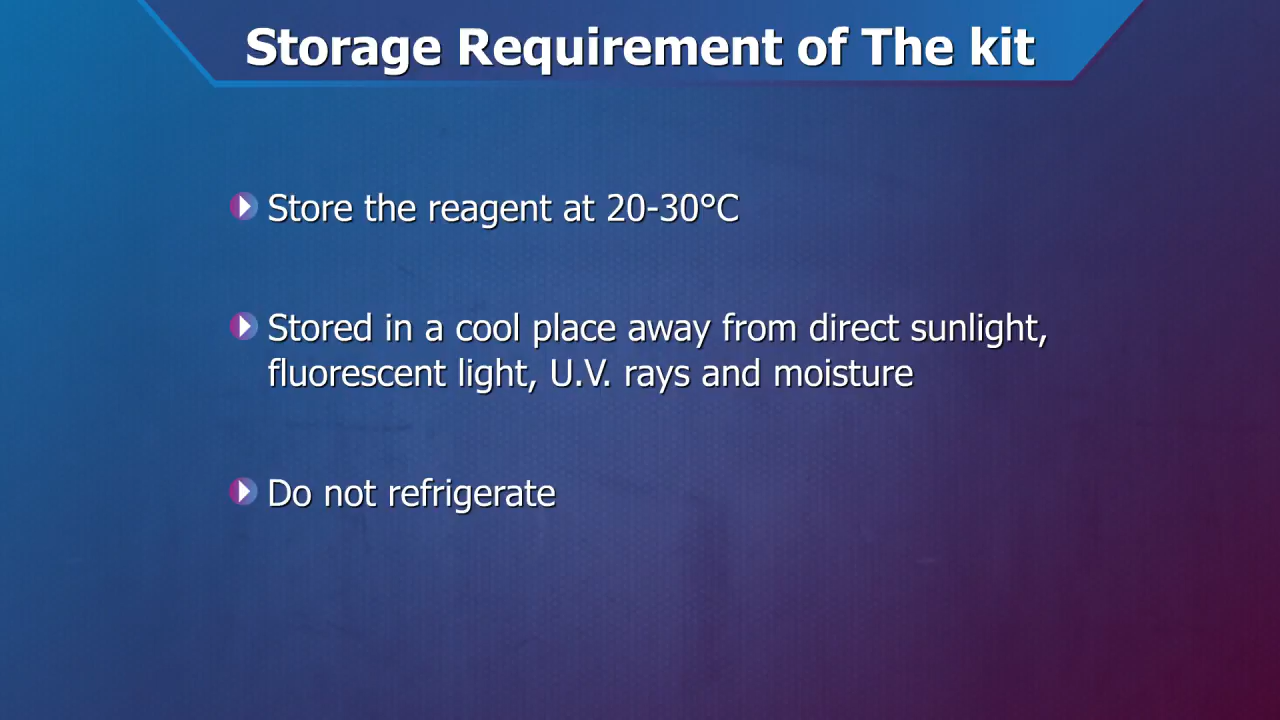 Storage Requirement of The kit
Store the reagent at 20-30°C
Stored in a cool place away from direct sunlight,
fluorescent light, U.V. rays and moisture
Do not refrigerate